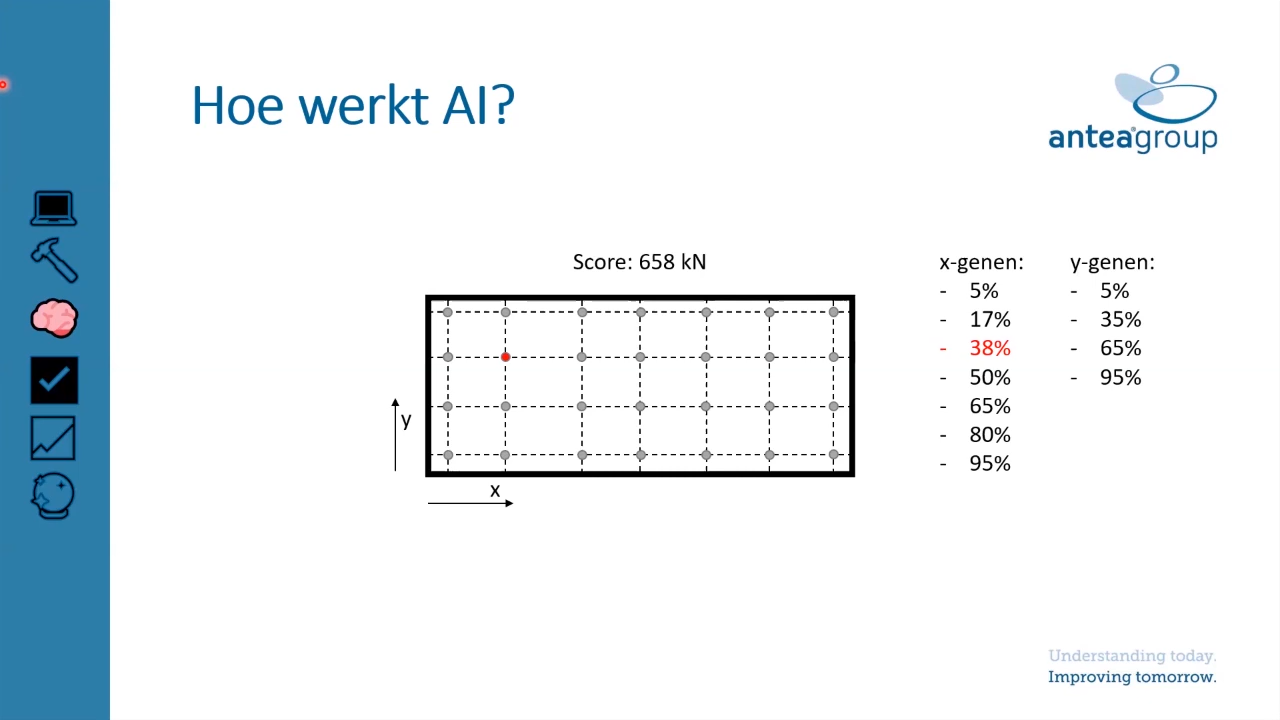 Hoe werkt AI?
anteagroup
Score: 658 kN
y
x
x-genen:
- 5%
- 17%
- 38%
- 50%
- 65%
- 80%
- 95%
y-genen:
- 5%
- 35%
- 65%
- 95%
Understanding today.
Improving tomorrow.